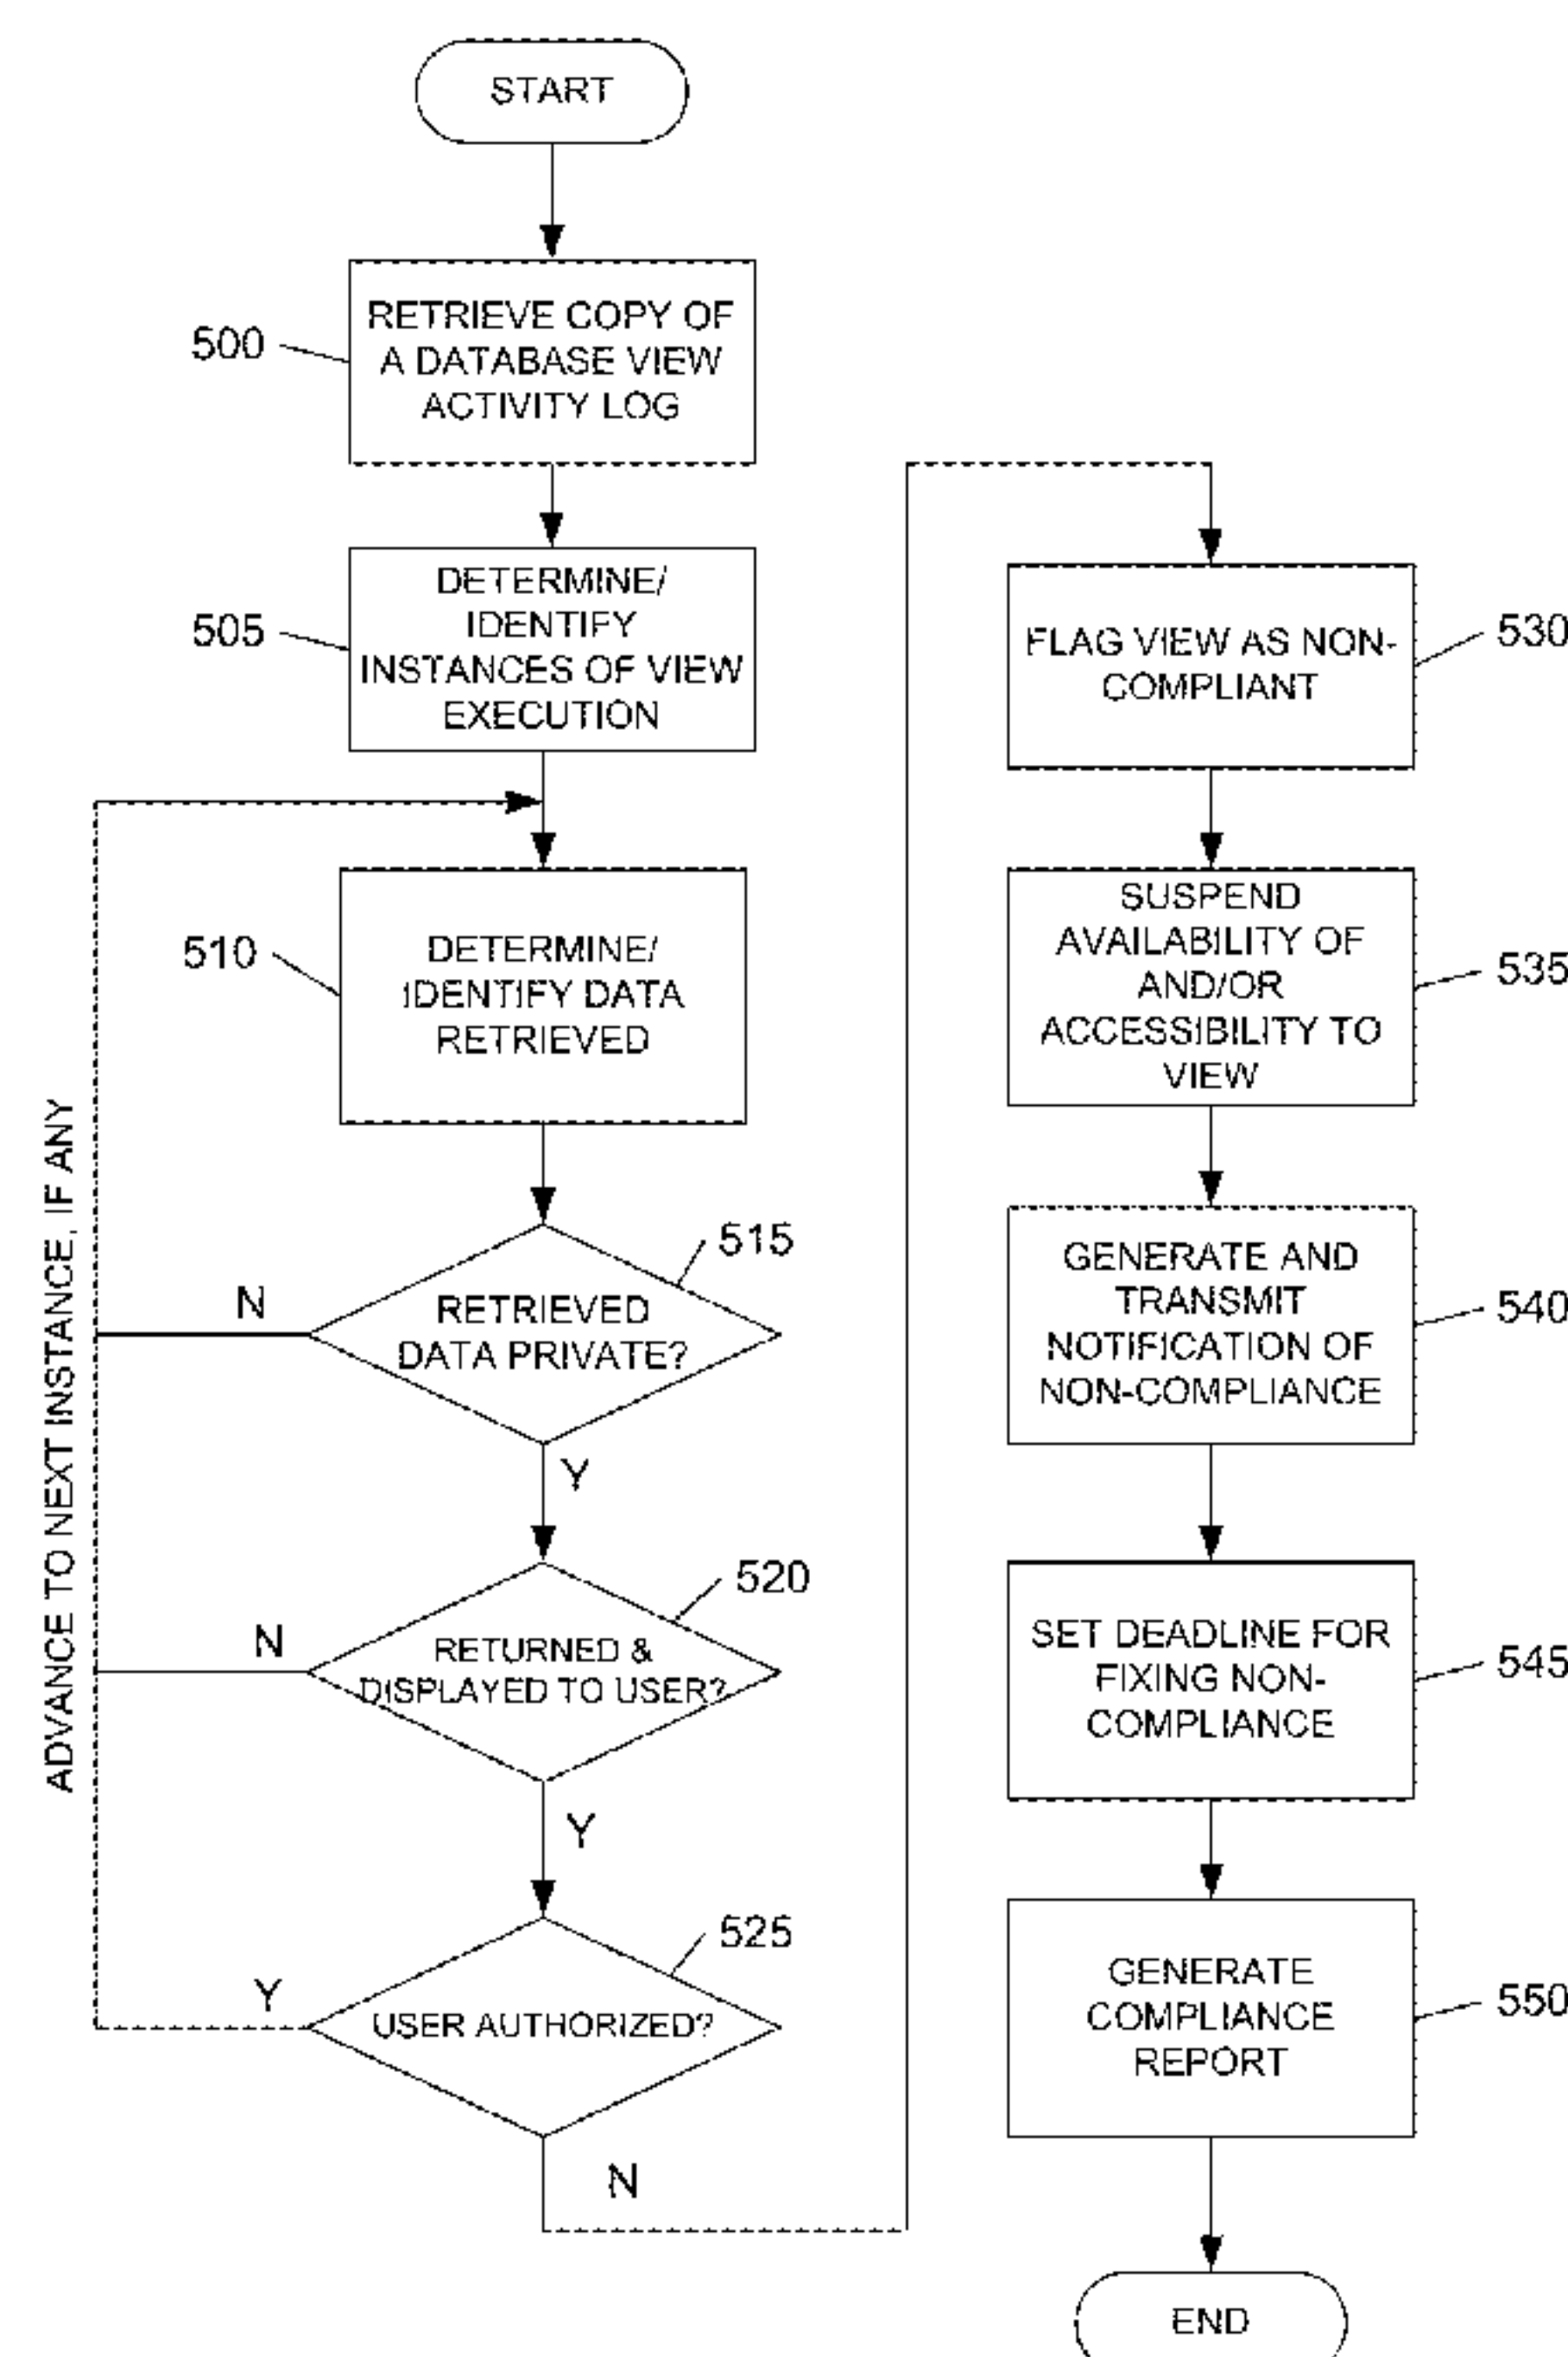 START
500
RETRIEVE COPY OF
A DATABASE VIEW
ACTIVITY LOG
505
DETERMINE/
IDENTIFY
INSTANCES OF VIEW
EXECUTION
510
DETERMINE/
IDENTIFY DATA
RETRIEVED
ADVANCE TO NEXT INSTANCE, IF ANY
515
N
RETRIEVED
DATA PRIVATE?
Y
520
N
RETURNED &
DISPLAYED TO USER?
Y
525
Y
USER AUTHORIZED?
N
530
FLAG VIEW AS NON-
COMPLIANT
535
SUSPEND
AVAILABILITY OF
AND/OR
ACCESSIBILITY TO
VIEW
540
GENERATE AND
TRANSMIT
NOTIFICATION OF
NON-COMPLIANCE
545
SET DEADLINE FOR
FIXING NON-
COMPLIANCE
550
GENERATE
COMPLIANCE
REPORT
END